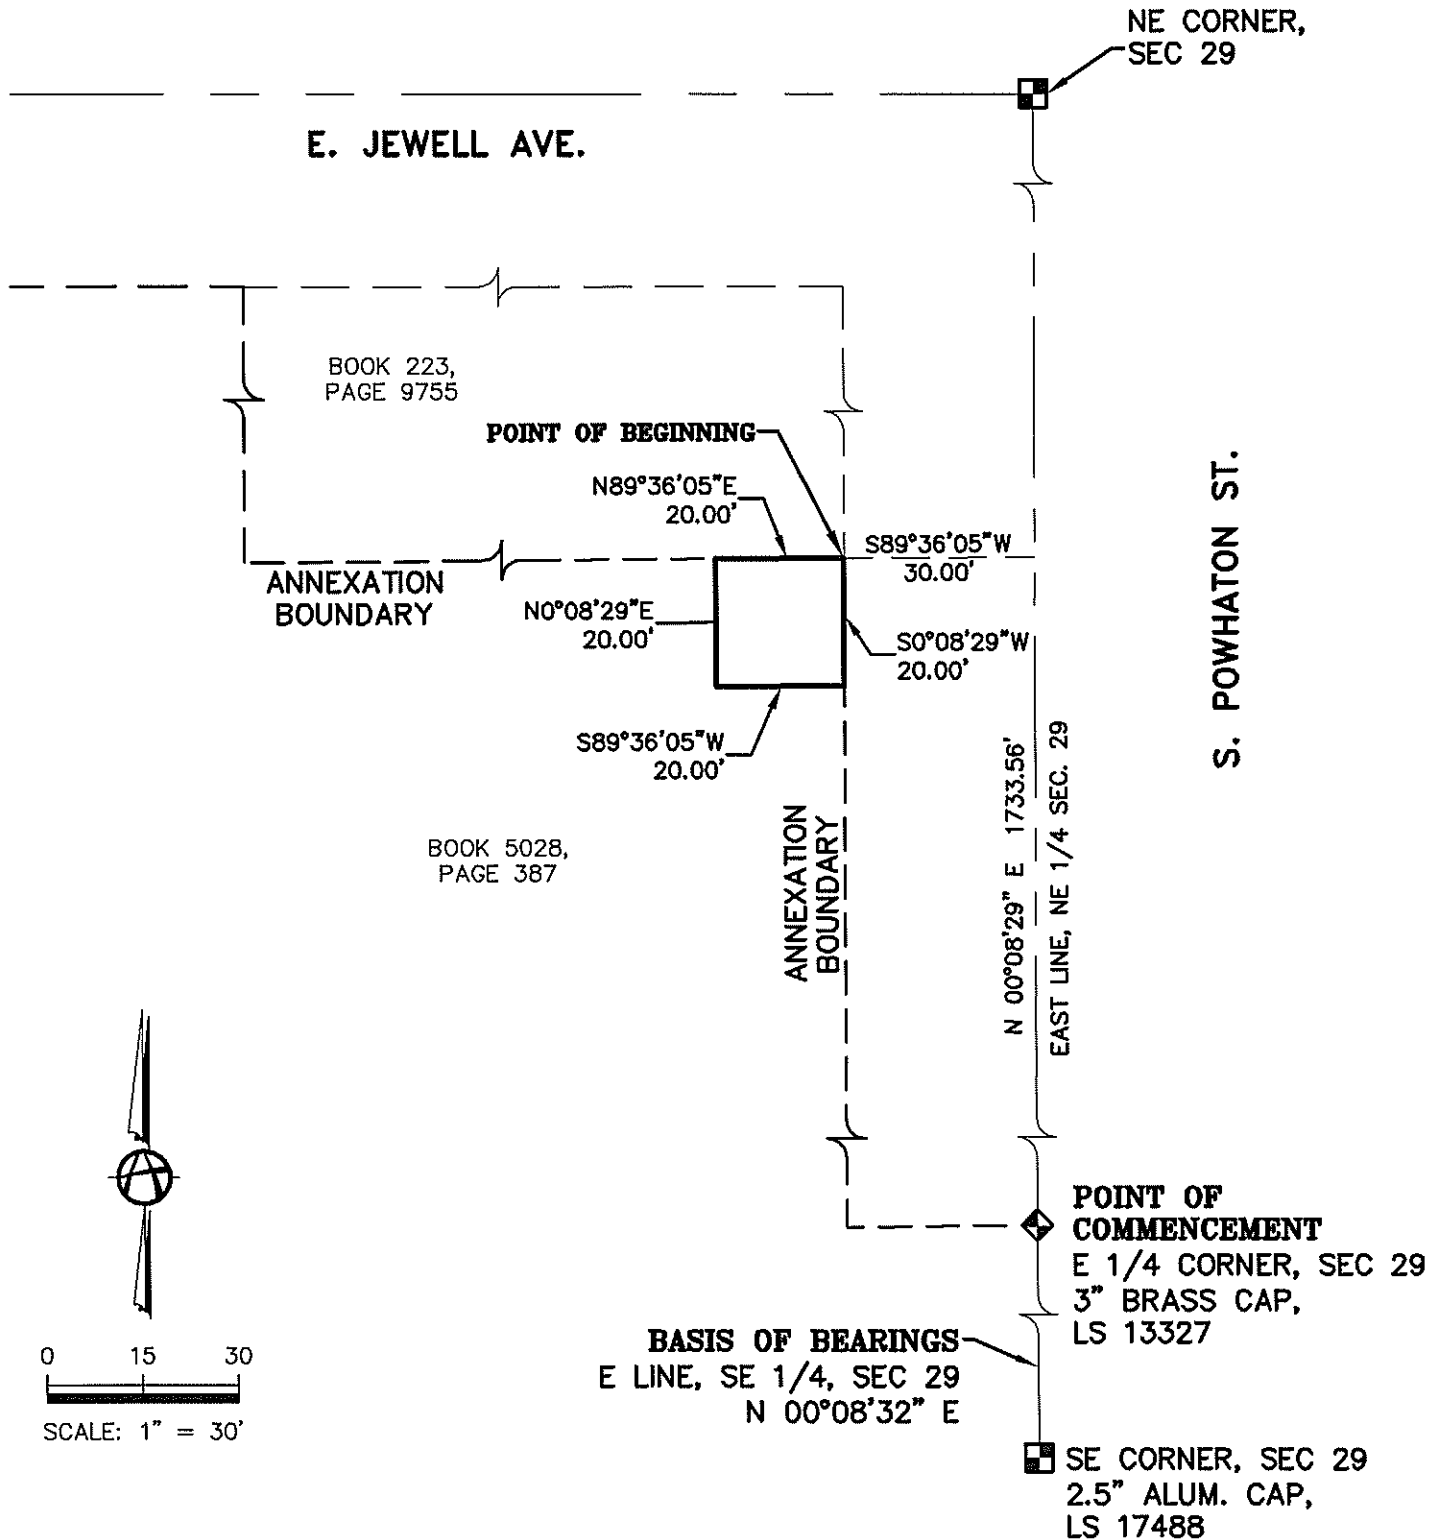 NE CORNER,
SEC 29
E. JEWELL AVE.
BOOK 223,
PAGE 9755
POINT OF BEGINNING
N89°36'05"E
20.00'
S89°36'05"W
30.00'
ANNEXATION
BOUNDARY
N0°08'29"E
20.00'
S0°08'29"W
20.00'
S89°36'05"W
20.00'
S. POWHATON ST.
BOOK 5028,
PAGE 387
ANNEXATION
BOUNDARY
N 00°08'29" E 1733.56'
EAST LINE, NE 1/4 SEC. 29
POINT OF
COMMENCEMENT
E 1/4 CORNER, SEC 29
3" BRASS CAP,
LS 13327
BASIS OF BEARINGS
E LINE, SE 1/4, SEC 29
N 00°08'32" E
0 15 30
SCALE: 1" = 30'
SE CORNER, SEC 29
2.5" ALUM. CAP,
LS 17488